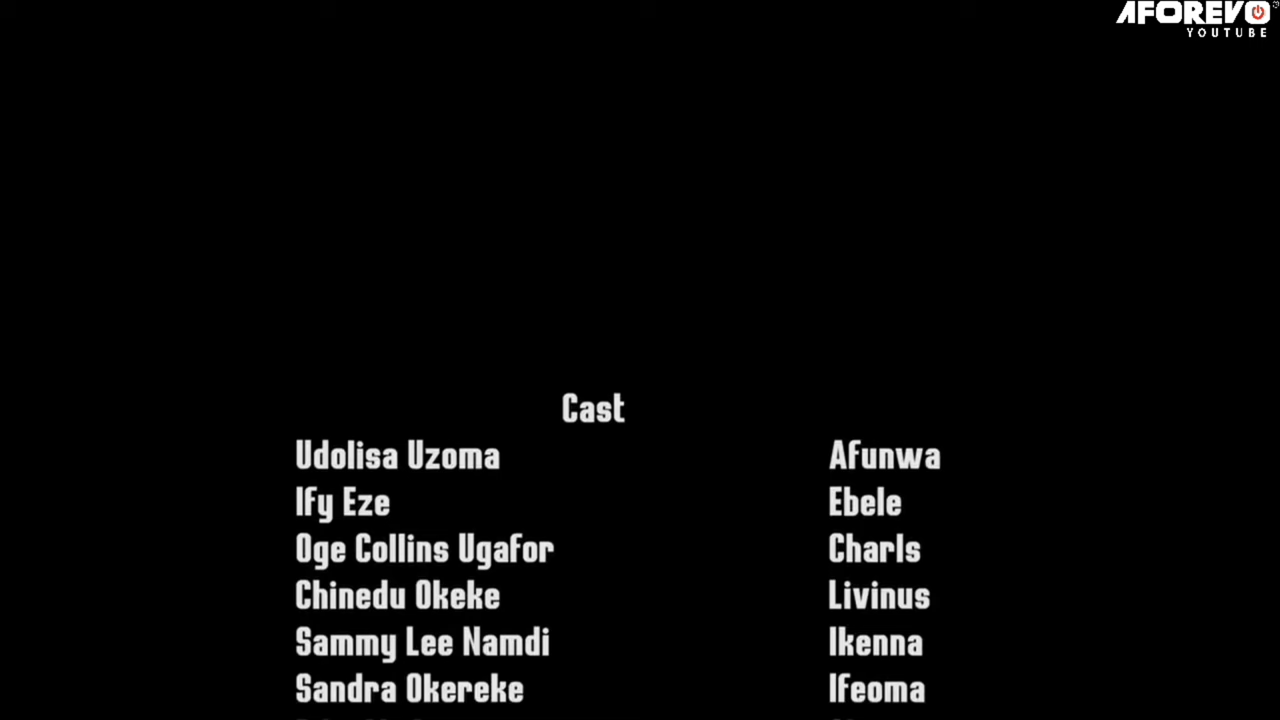 AFOREVO
YOUTUBE
Cast
Udolisa Uzoma Afunwa
Ify Eze Ebele
Oge Collins Ugafor Charls
Chinedu Okeke Livinus
Sammy Lee Namdi Ikenna
Sandra Okereke Ifeoma